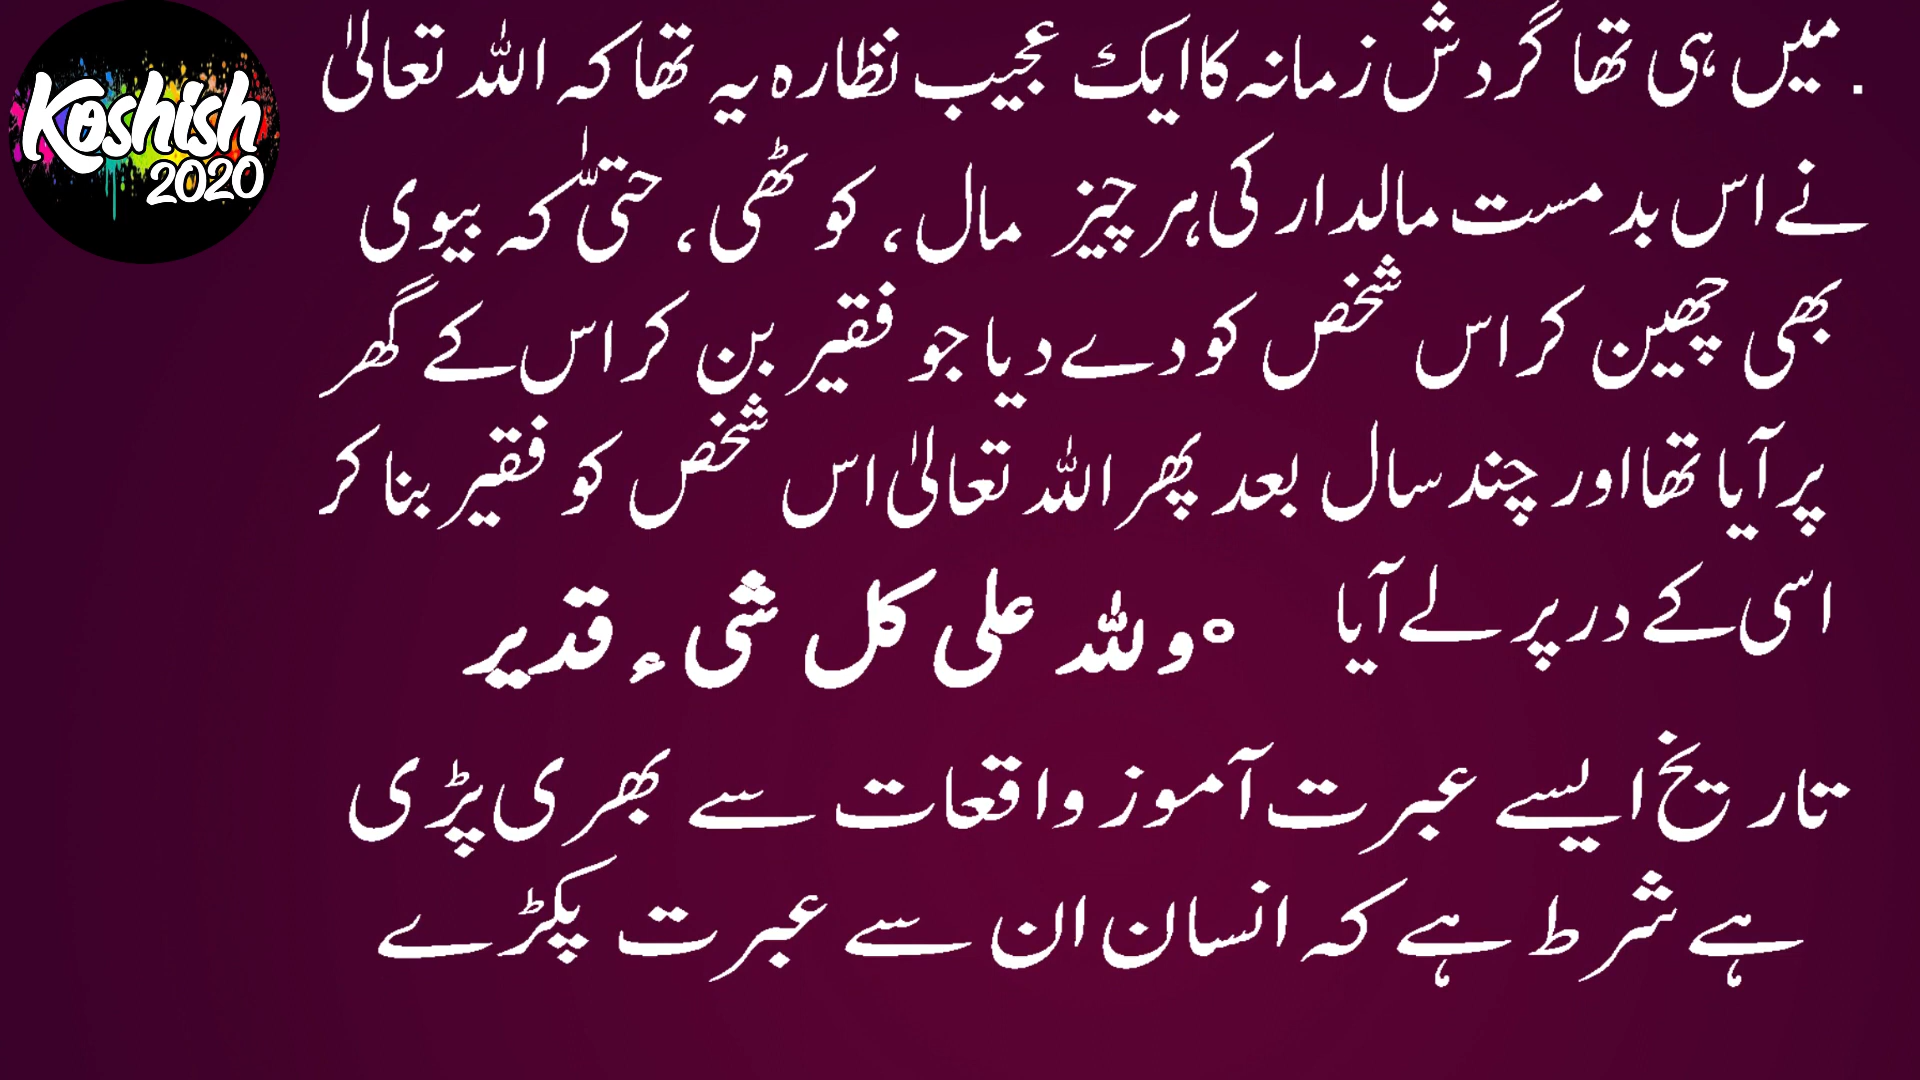 Koshish
2020
. میں ہی تھا گردش زمانہ کا ایک عجیب نظارہ یہ تھا کہ اللہ تعالیٰ
نے اس بدمست مالدار کی ہر چیز مال، کوٹھی، حتیّٰ کہ بیوی
بھی چھین کر اس شخص کو دے دیا جو فقیر بن کر اس کے گھر
پر آیا تھا اور چند سال بعد پھر اللہ تعالیٰ اس شخص کو فقیر بنا کر
اسی کے در پر لے آیا ° وللہ علی کل شیء قدیر
تاریخ ایسے عبرت آموز واقعات سے بھری پڑی
ہے شرط ہے کہ انسان ان سے عبرت پکڑے